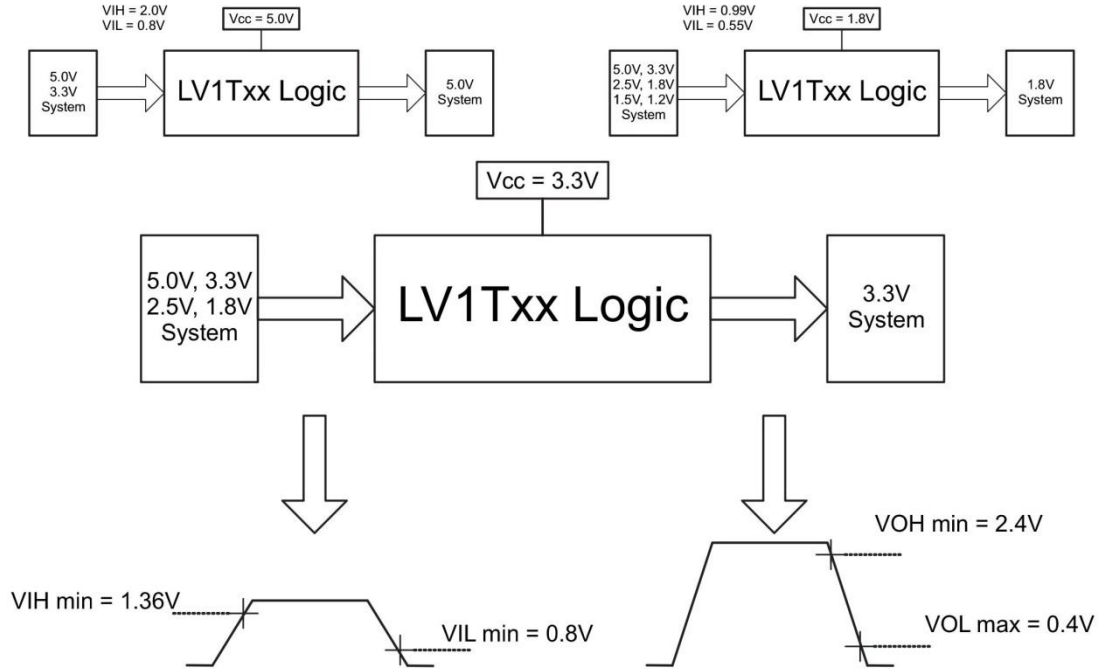 VIH = 2.0V
VIL = 0.8V
Vcc = 5.0V
5.0V
3.3V
System
LV1Txx Logic
5.0V
System
VIH = 0.99V
VIL = 0.55V
Vcc = 1.8V
5.0V, 3.3V
2.5V, 1.8V
1.5V, 1.2V
System
LV1Txx Logic
1.8V
System
Vcc = 3.3V
5.0V, 3.3V
2.5V, 1.8V
System
LV1Txx Logic
3.3V
System
VIH min = 1.36V
VIL min = 0.8V
VOH min = 2.4V
VOL max = 0.4V